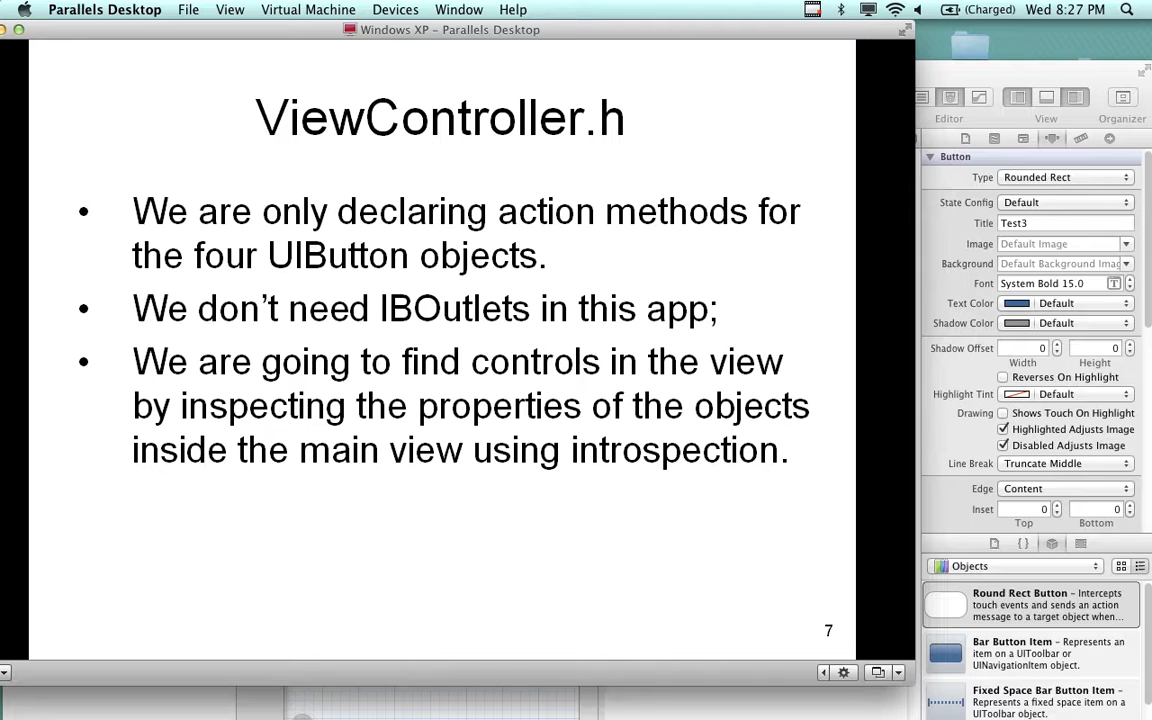 Parallels Desktop File View Virtual Machine Devices Window Help (Charged) Wed 8:27 PM
Windows XP – Parallels Desktop
ViewController.h
• We are only declaring action methods for
the four UIButton objects.
• We don't need IBOutlets in this app;
• We are going to find controls in the view
by inspecting the properties of the objects
inside the main view using introspection.
7
Editor View Organizer
Button
Type Rounded Rect
State Config Default
Title Test3
Image Default Image
Background Default Background Imag
Font System Bold 15.0 T
Text Color Default
Shadow Color Default
Shadow Offset 0 0
Width Height
Reverses On Highlight
Highlight Tint Default
Drawing Shows Touch On Highlight
Highlighted Adjusts Image
Disabled Adjusts Image
Line Break Truncate Middle
Edge Content
Inset 0 0
Top Bottom
{ }
Objects
Round Rect Button – Intercepts
touch events and sends an action
message to a target object when...
Bar Button Item – Represents an
item on a UIToolbar or
UINavigationItem object.
Fixed Space Bar Button Item –
Represents a fixed space item on a
UIToolbar object.